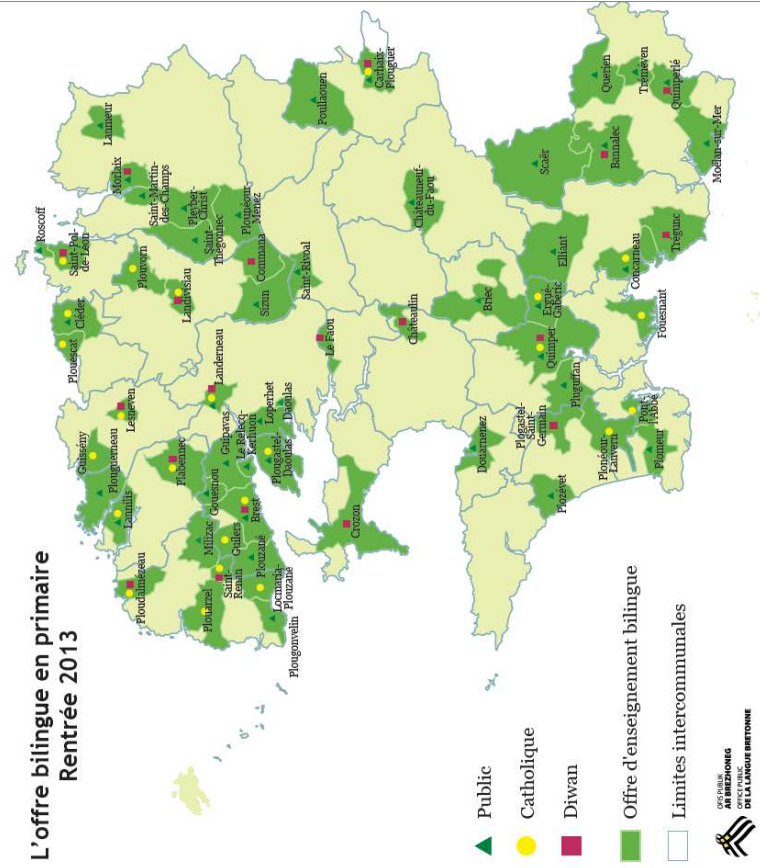 L'offre bilingue en primaire
Rentrée 2013
Roscoff
Saint-Pol-
de-Léon
Plouescat
Cléder
Plouvorn
Landivisiau
Morlaix
Lanmeur
Saint-Martin-
des-Champs
Pleyber-
Christ
Saint-
Thégonnec
Plounéour-
Menez
Commana
Sizun
Saint-Rivoal
Guissény
Plouguerneau
Lannilis
Lesneven
Ploudalmézeau
Plabennec
Landerneau
Gouesnou
Guipavas
Le Relecq-
Kerhuon
Loperhet
Daoulas
Plougastel-
Daoulas
Milizac
Guilers
Brest
Saint-
Renan
Plouarzel
Plouzané
Locmaria-
Plouzané
Plougonvelin
Le Faou
Crozon
Châteaulin
Poullaouen
Carhaix-
Plouguer
Châteauneuf-
du-Faou
Briec
Douarnenez
Quimper
Ergué-
Gabéric
Elliant
Scaër
Querien
Tréméven
Quimperlé
Bannalec
Moëlan-sur-Mer
Trégunc
Concarneau
Fouesnant
Pluguffan
Plogastel-
Saint-
Germain
Plozévet
Plonéour-
Lanvern
Pont-
l'Abbé
Plomeur
Public
Catholique
Diwan
Offre d'enseignement bilingue
Limites intercommunales
OFIS PUBLIK
AR BREZHONEG
OFFICE PUBLIC
DE LA LANGUE BRETONNE